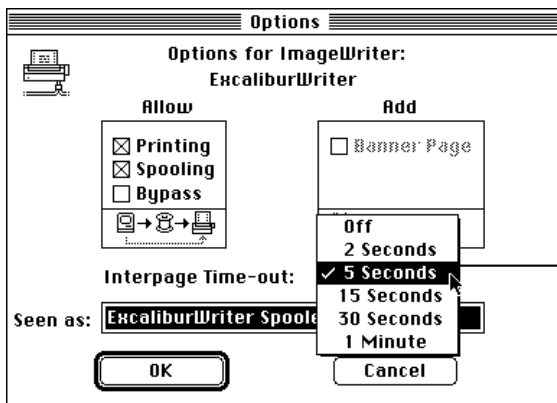 Options
Options for ImageWriter:
ExcaliburWriter
Allow
Add
Printing
Spooling
Bypass
Banner Page
Off
2 Seconds
✓ 5 Seconds
15 Seconds
30 Seconds
1 Minute
Interpage Time-out:
Seen as: ExcaliburWriter
OK
Cancel